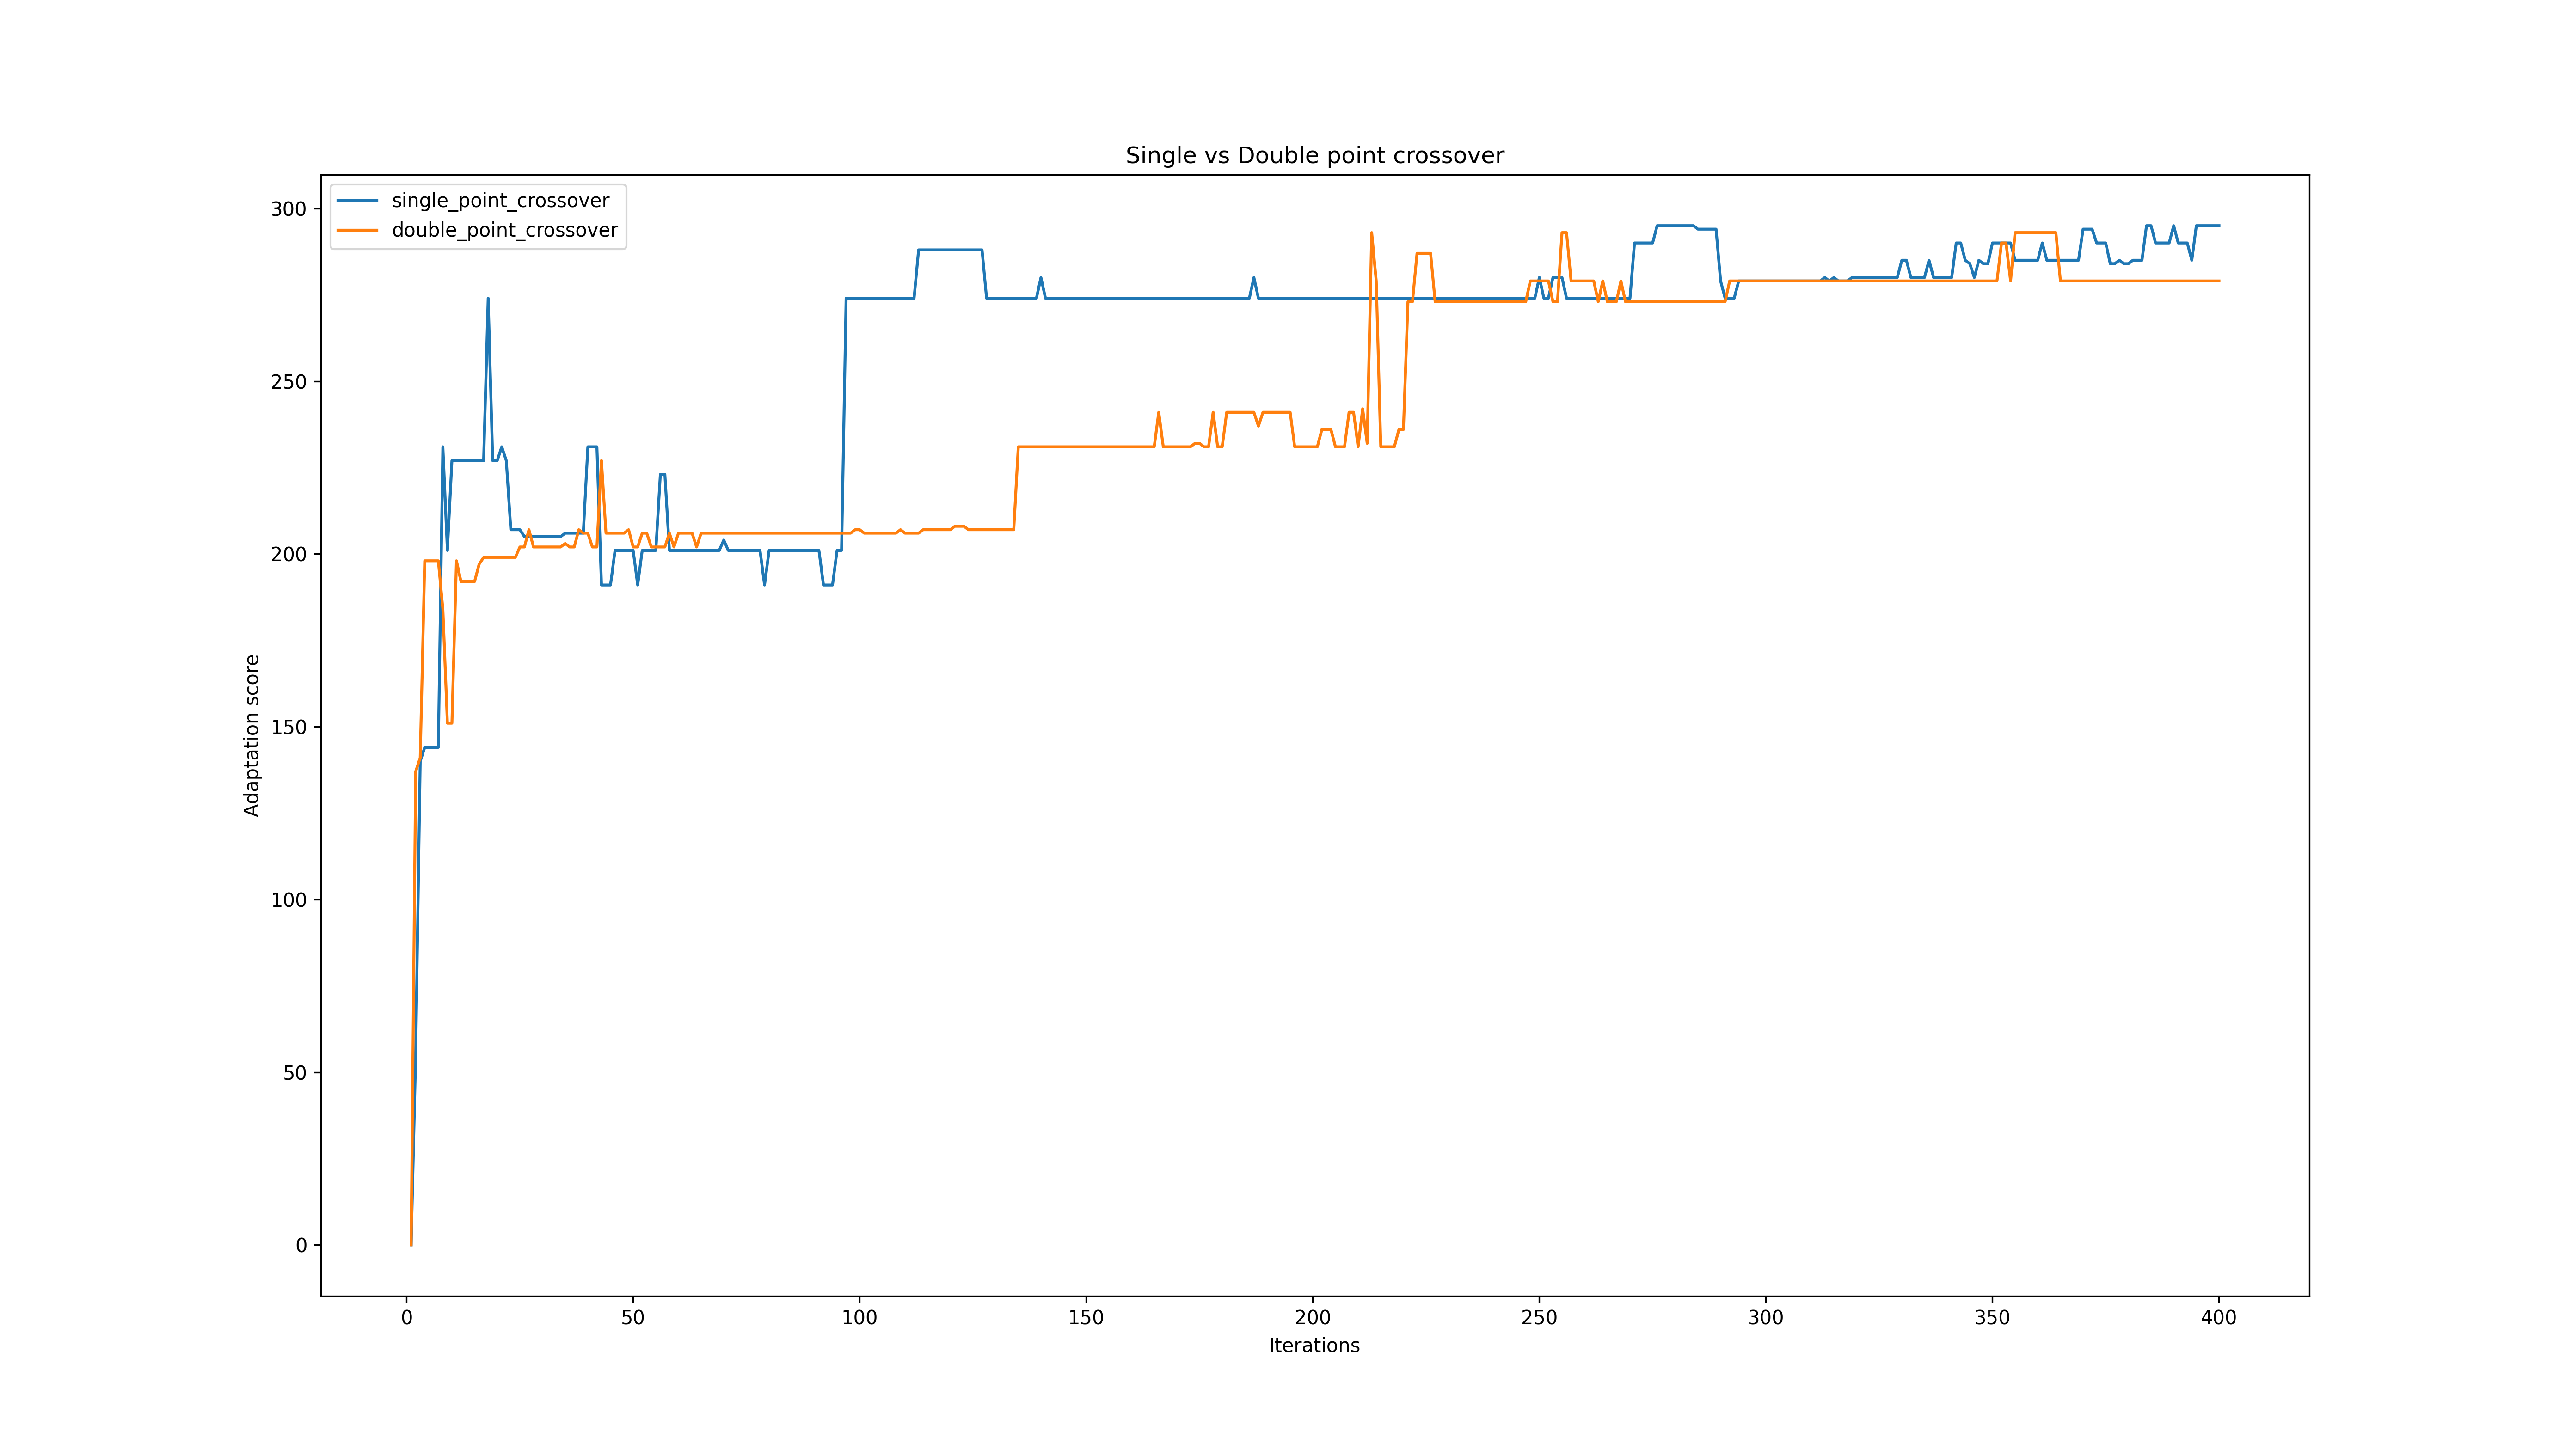 Single vs Double point crossover
single_point_crossover
double_point_crossover
300
250
200
150
100
50
0
Adaptation score
0 50 100 150 200 250 300 350 400
Iterations